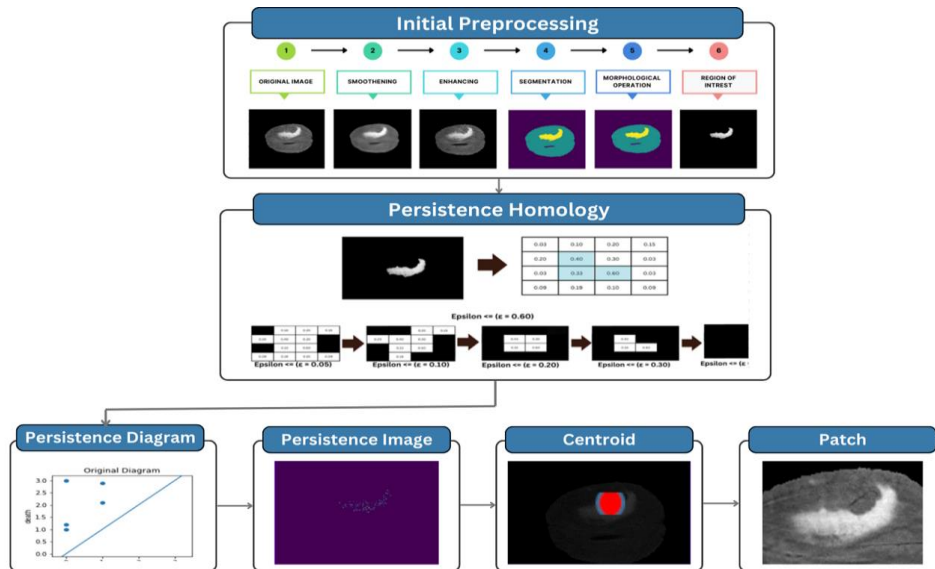 Initial Preprocessing
1 2 3 4 5 6
ORIGINAL IMAGE SMOOTHENING ENHANCING SEGMENTATION MORPHOLOGICAL OPERATION REGION OF INTREST
Persistence Homology
0.03 0.10 0.20 0.15
0.20 0.40 0.30 0.03
0.03 0.33 0.60 0.03
0.09 0.19 0.10 0.09
Epsilon <= (ε = 0.60)
Epsilon <= (ε = 0.05) Epsilon <= (ε = 0.10) Epsilon <= (ε = 0.20) Epsilon <= (ε = 0.30) Epsilon <= (ε
Persistence Diagram Persistence Image Centroid Patch
Original Diagram
3.0
2.5
2.0
1.5
1.0
0.5
0.0
death